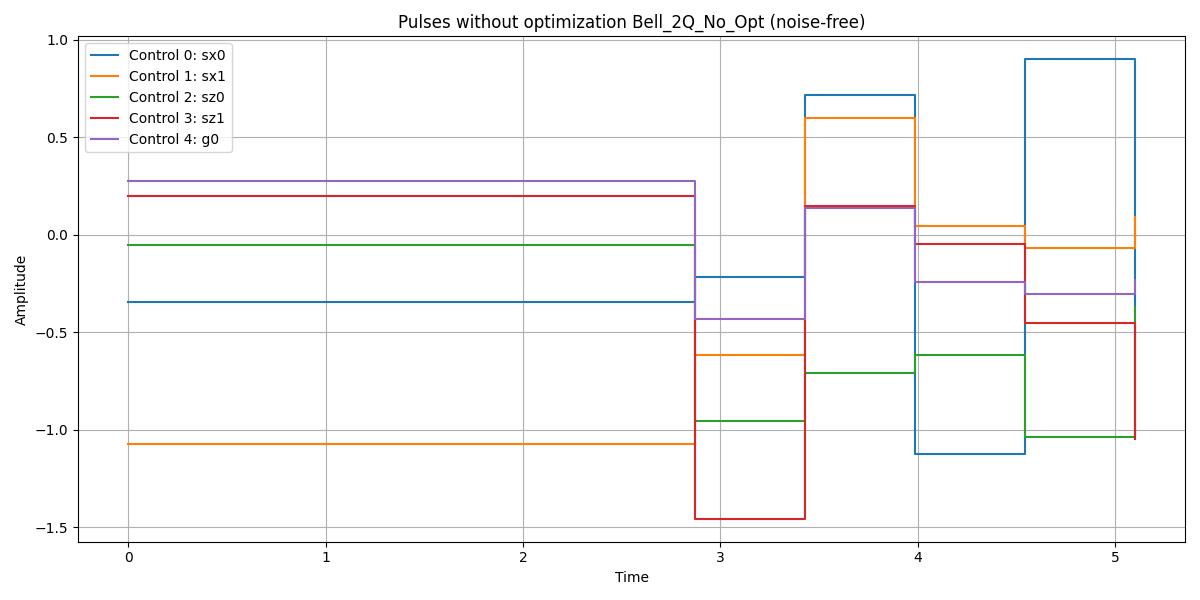 Pulses without optimization Bell_2Q_No_Opt (noise-free)
Control 0: sx0
Control 1: sx1
Control 2: sz0
Control 3: sz1
Control 4: g0
Amplitude
1.0
0.5
0.0
−0.5
−1.0
−1.5
0 1 2 3 4 5
Time